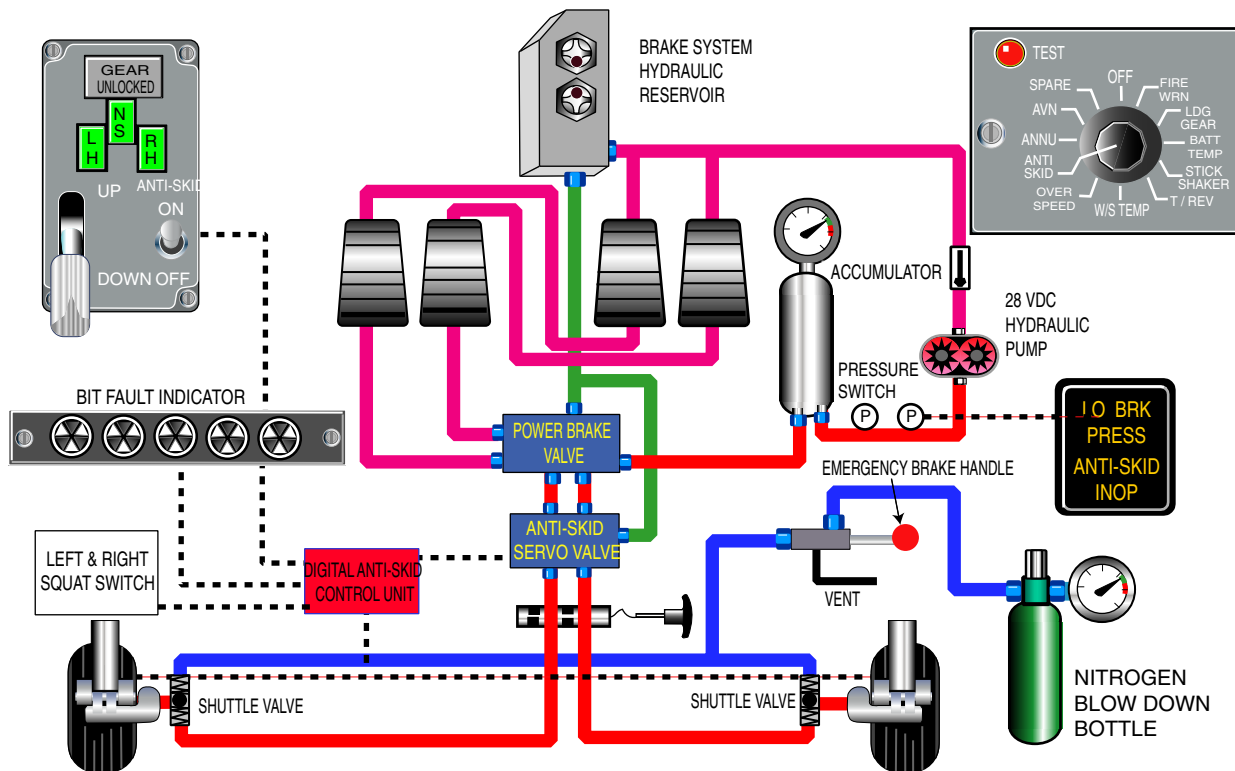 GEAR
UNLOCKED
N
S
L
H
R
H
UP
ANTI-SKID
ON
DOWN OFF
BRAKE SYSTEM
HYDRAULIC
RESERVOIR
TEST
OFF
SPARE
FIRE
WRN
AVN
LDG
GEAR
ANNU
BATT
TEMP
ANTI
SKID
STICK
SHAKER
OVER
SPEED
W/S TEMP
T / REV
ACCUMULATOR
28 VDC
HYDRAULIC
PUMP
PRESSURE
SWITCH
P
P
BIT FAULT INDICATOR
LO BRK
PRESS
ANTI-SKID
INOP
POWER BRAKE
VALVE
EMERGENCY BRAKE HANDLE
ANTI-SKID
SERVO VALVE
LEFT & RIGHT
SQUAT SWITCH
DIGITAL ANTI-SKID
CONTROL UNIT
VENT
SHUTTLE VALVE
SHUTTLE VALVE
NITROGEN
BLOW DOWN
BOTTLE